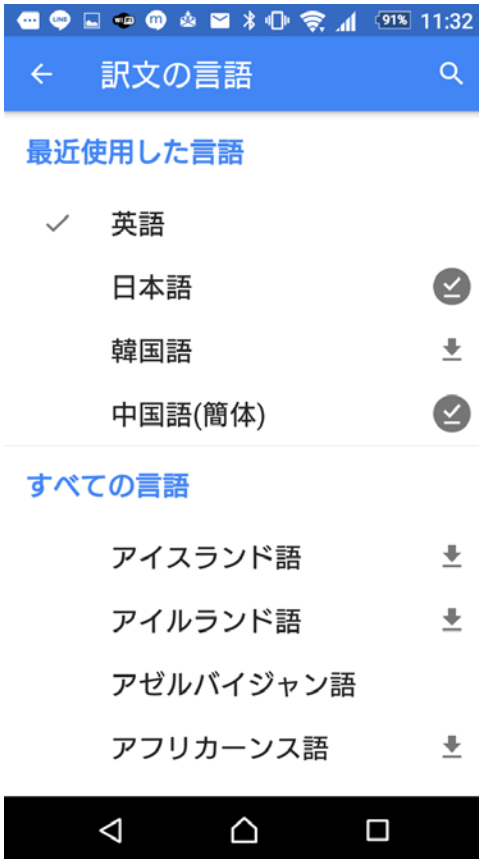 91% 11:32
訳文の言語
最近使用した言語
英語
日本語
韓国語
中国語(簡体)
すべての言語
アイスランド語
アイルランド語
アゼルバイジャン語
アフリカーンス語